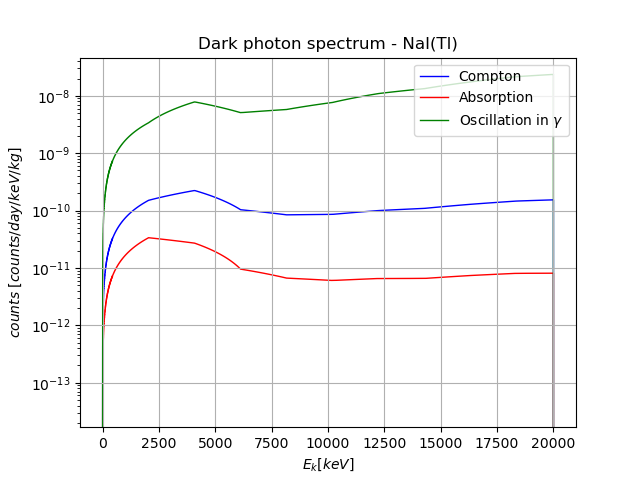 Dark photon spectrum - NaI(Tl)
Compton
Absorption
Oscillation in γ
10⁻⁸
10⁻⁹
10⁻¹⁰
10⁻¹¹
10⁻¹²
10⁻¹³
counts [counts/day/keV/kg]
0 2500 5000 7500 10000 12500 15000 17500 20000
Eₖ[keV]